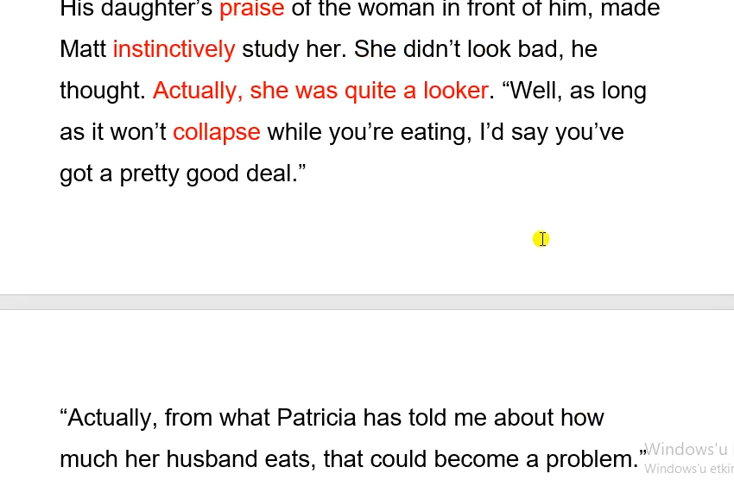 His daughter’s praise of the woman in front of him, made
Matt instinctively study her. She didn’t look bad, he
thought. Actually, she was quite a looker. “Well, as long
as it won’t collapse while you’re eating, I’d say you’ve
got a pretty good deal.”
“Actually, from what Patricia has told me about how
much her husband eats, that could become a problem.”
Windows'u
Windows'u etki